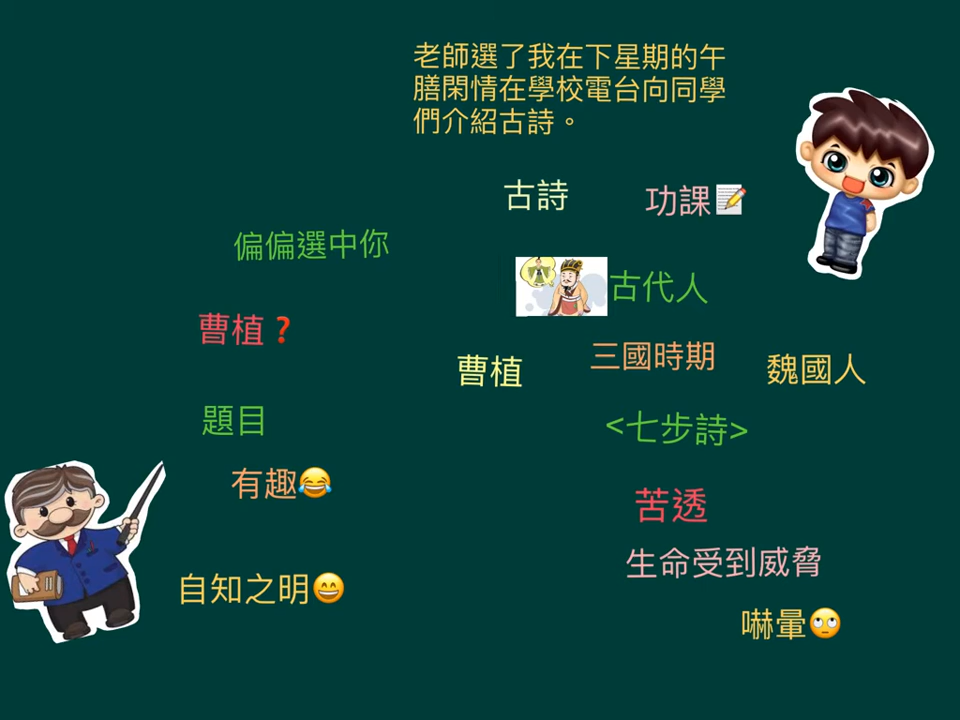 老師選了我在下星期的午
膳閑情在學校電台向同學
們介紹古詩。
古詩
功課📝
偏偏選中你
古代人
曹植❓
三國時期
曹植
魏國人
題目
<七步詩>
有趣😂
苦透
生命受到威脅
自知之明😄
嚇暈🙄